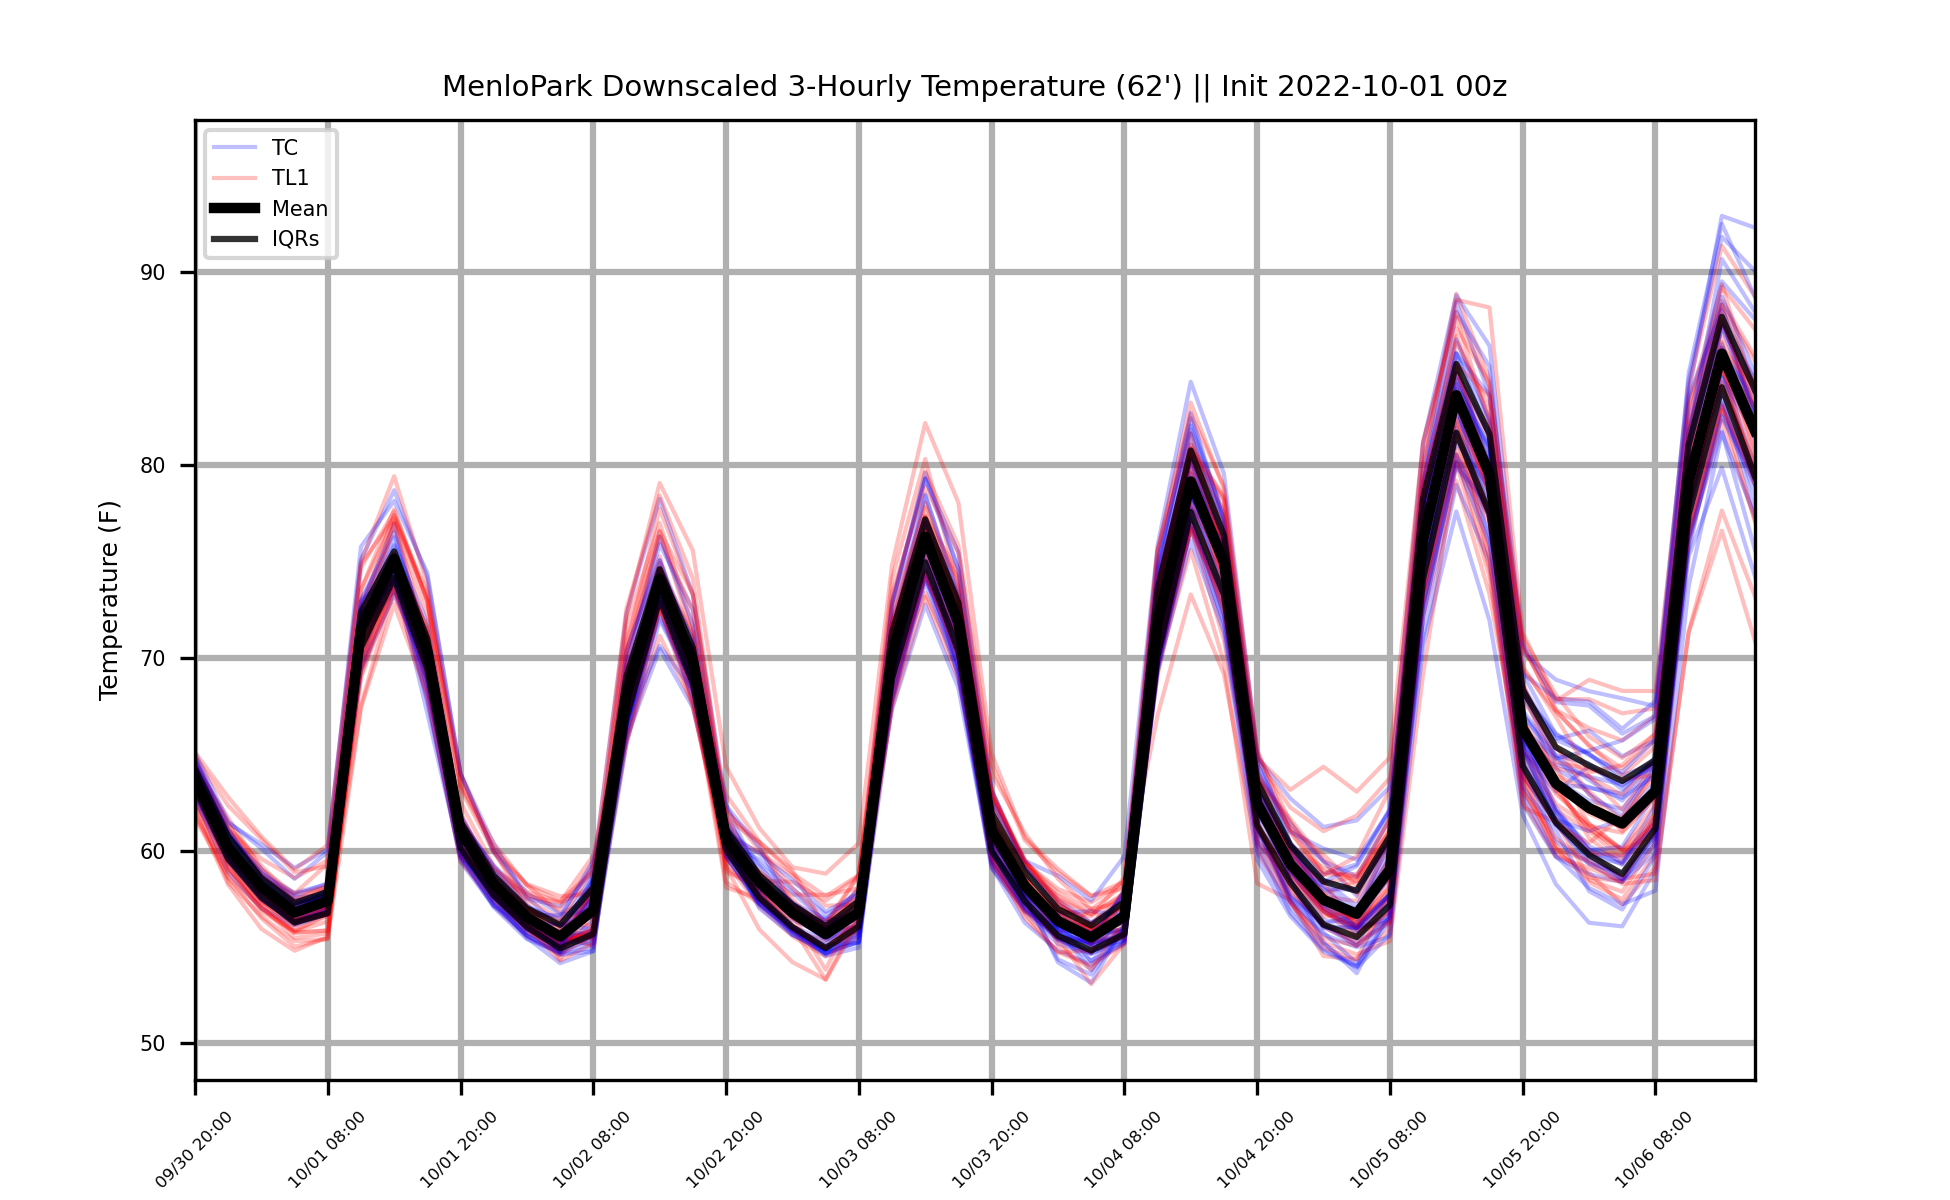 MenloPark Downscaled 3-Hourly Temperature (62') || Init 2022-10-01 00z
TC
TL1
Mean
IQRs
Temperature (F)
90
80
70
60
50
09/30 20:00
10/01 08:00
10/01 20:00
10/02 08:00
10/02 20:00
10/03 08:00
10/03 20:00
10/04 08:00
10/04 20:00
10/05 08:00
10/05 20:00
10/06 08:00